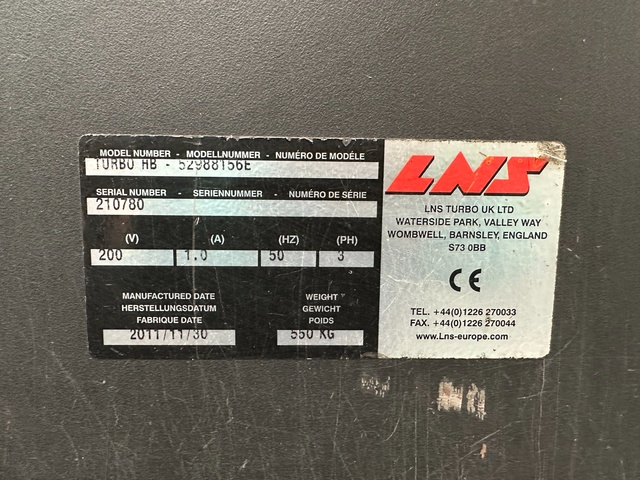 MODEL NUMBER - MODELLNUMMER - NUMÉRO DE MODÈLE
TURBO HB - 52988156E
SERIAL NUMBER - SERIENNUMMER - NUMÉRO DE SÉRIE
210780
(V) (A) (HZ) (PH)
200 1.0 50 3
MANUFACTURED DATE
HERSTELLUNGSDATUM
FABRIQUE DATE
2011/11/30
WEIGHT
GEWICHT
POIDS
550 KG
LNS
LNS TURBO UK LTD
WATERSIDE PARK, VALLEY WAY
WOMBWELL, BARNSLEY, ENGLAND
S73 0BB
CE
TEL. +44(0)1226 270033
FAX. +44(0)1226 270044
www.Lns-europe.com